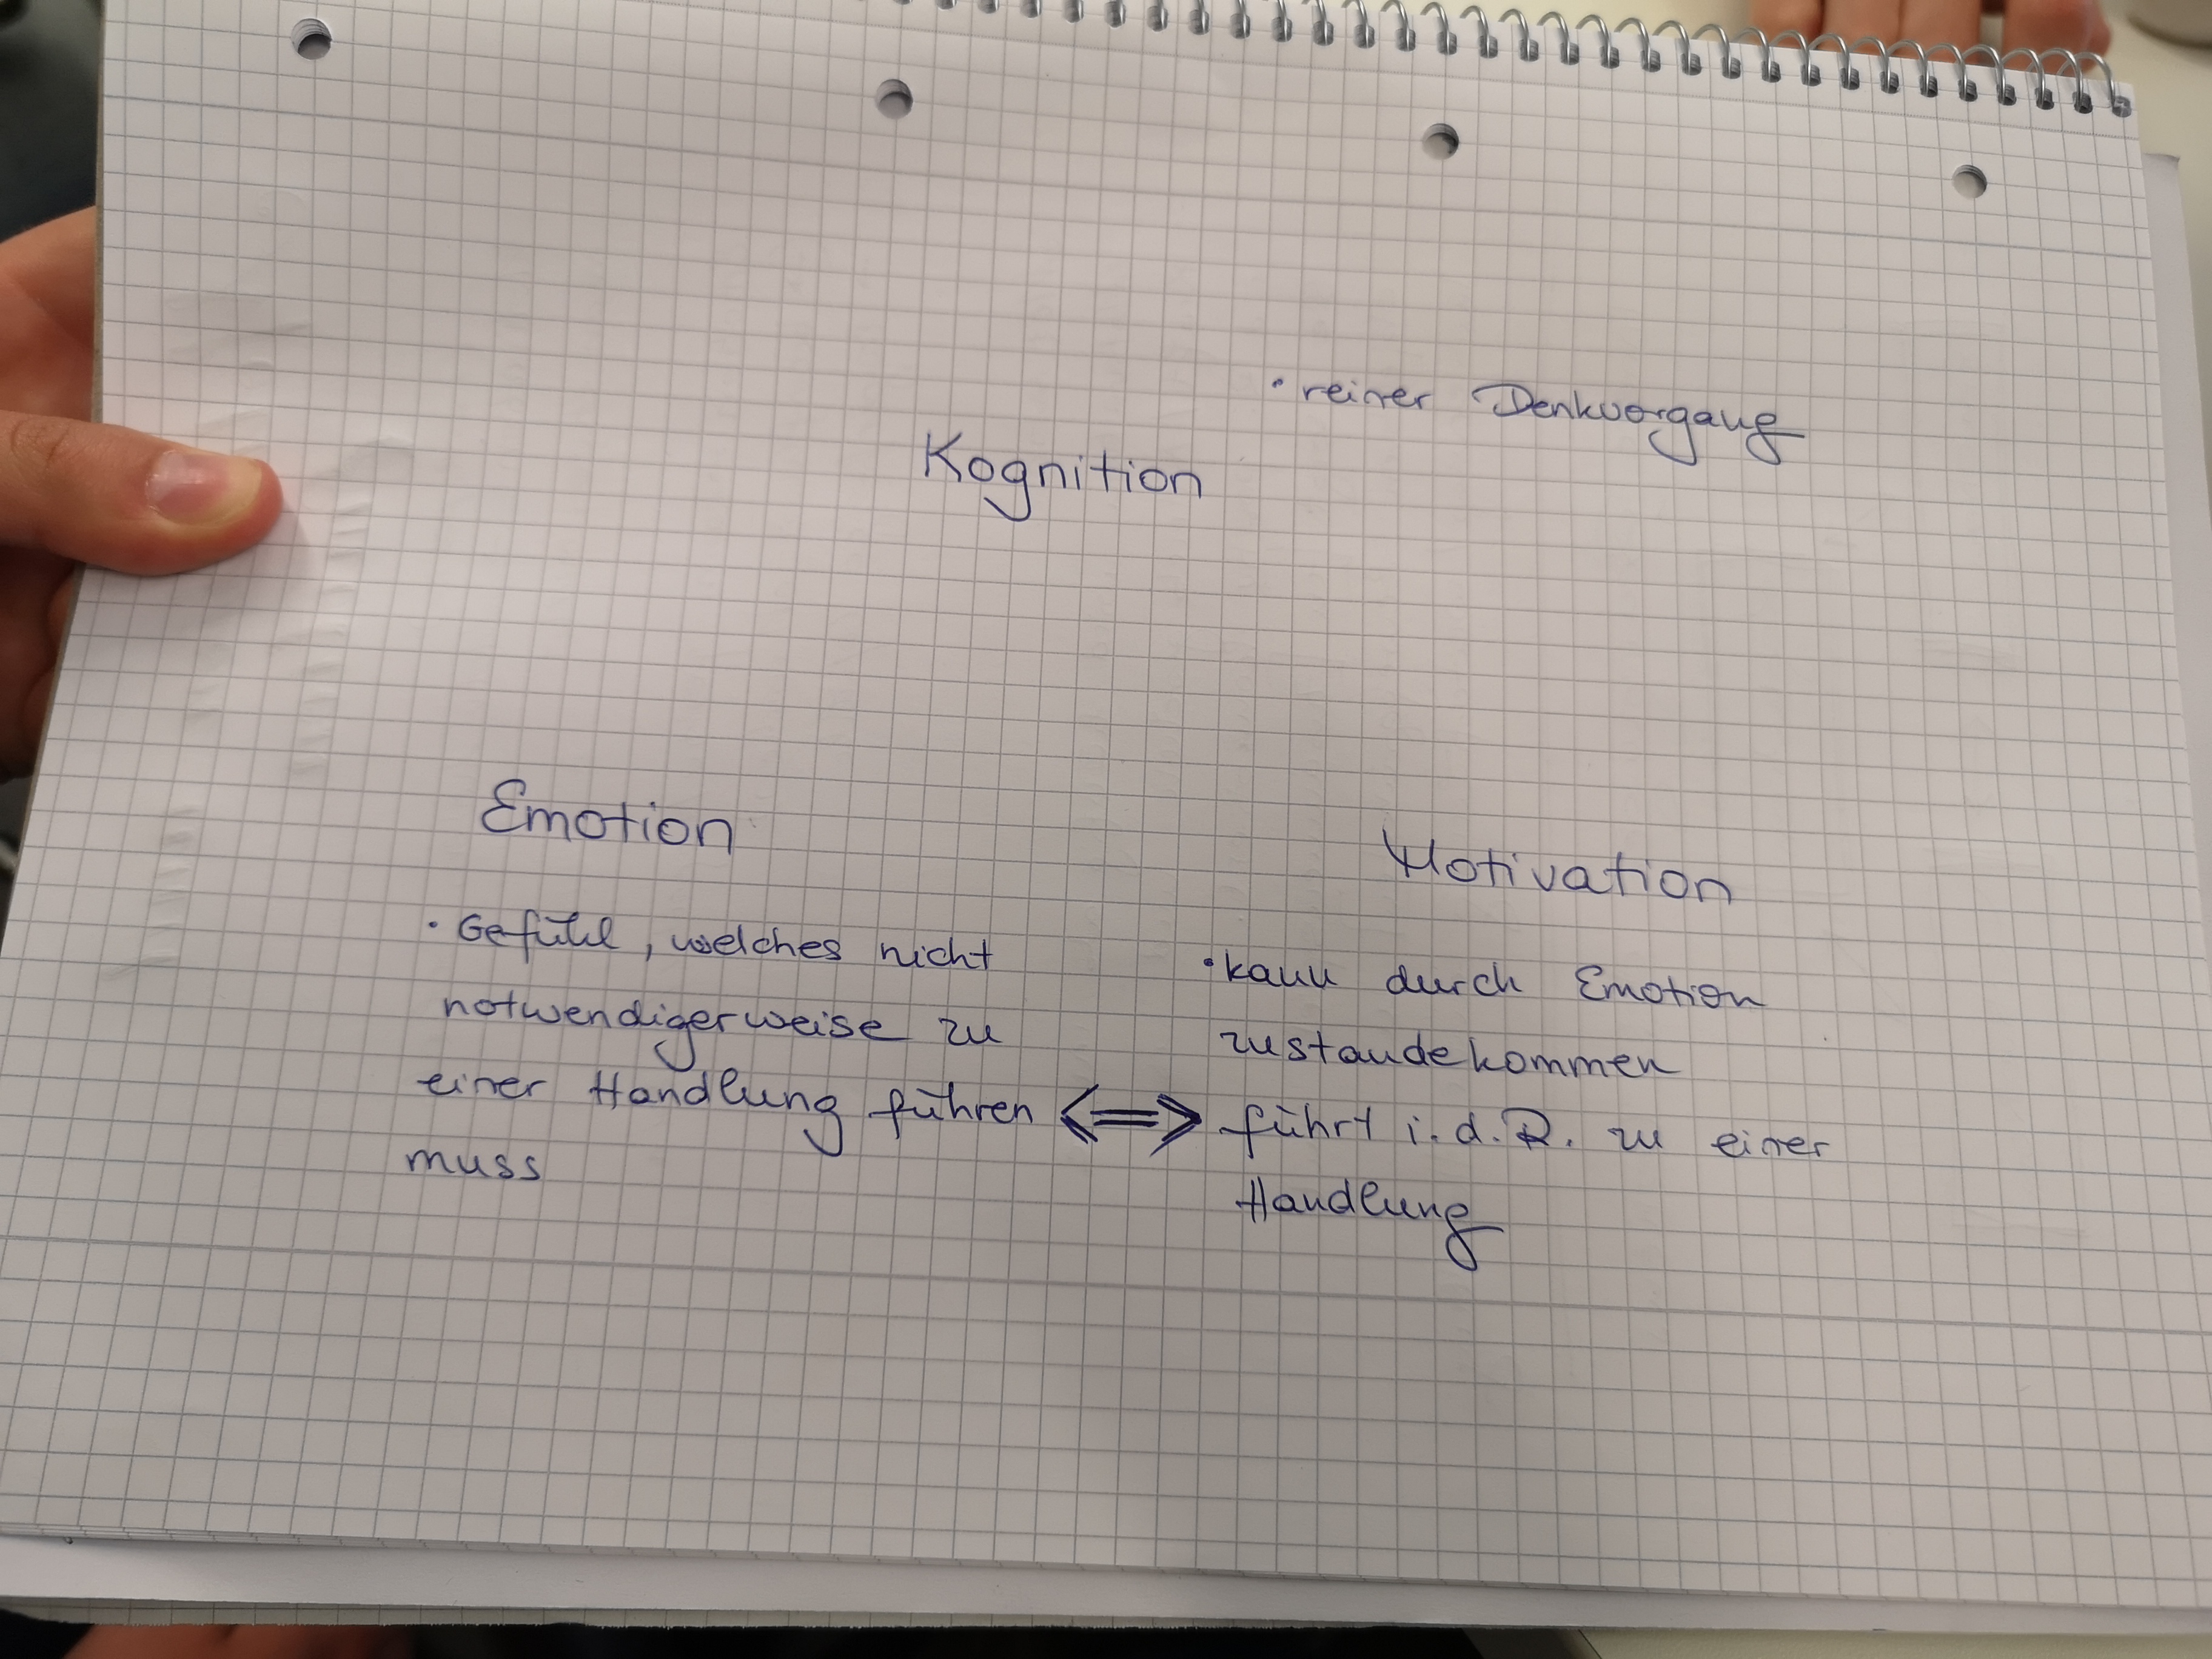 · reiner Denkvorgang
Kognition
Emotion
· Gefühl, welches nicht
notwendigerweise zu
einer Handlung führen ⟺
muss
Motivation
· kann durch Emotion
zustandekommen
führt i.d.R. zu einer
Handlung